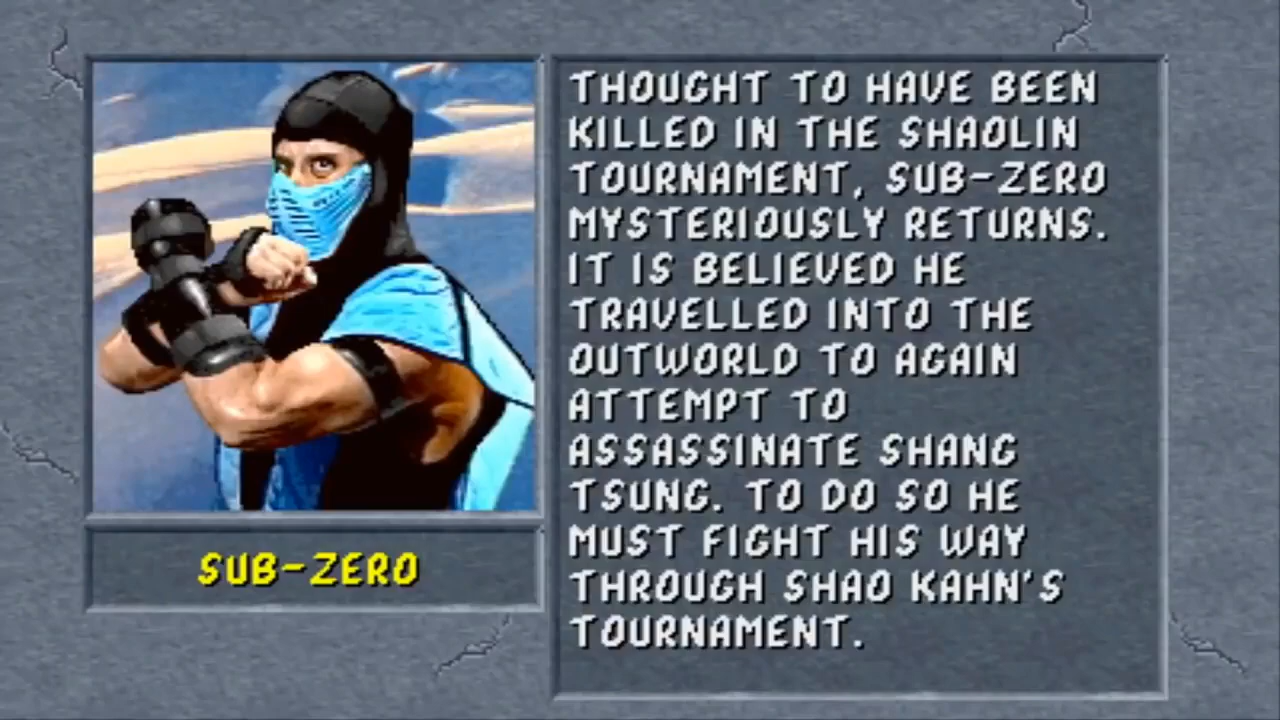 THOUGHT TO HAVE BEEN
KILLED IN THE SHAOLIN
TOURNAMENT, SUB-ZERO
MYSTERIOUSLY RETURNS.
IT IS BELIEVED HE
TRAVELLED INTO THE
OUTWORLD TO AGAIN
ATTEMPT TO
ASSASSINATE SHANG
TSUNG. TO DO SO HE
MUST FIGHT HIS WAY
THROUGH SHAO KAHN'S
TOURNAMENT.
SUB-ZERO